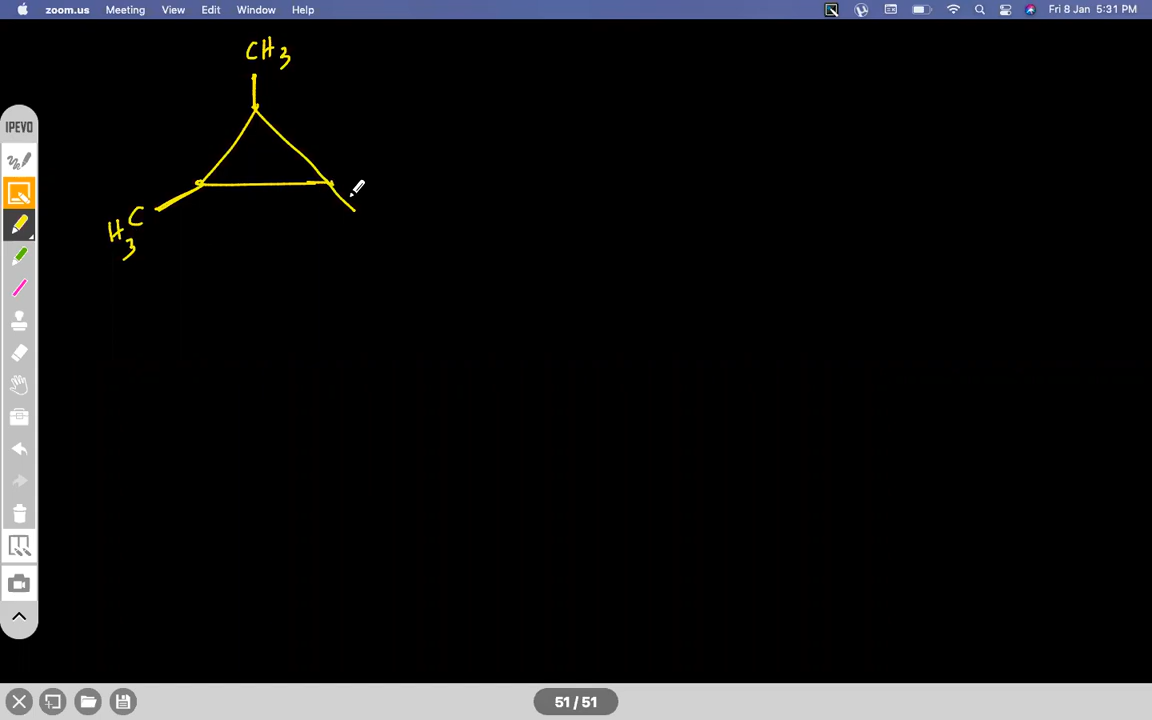 zoom.us Meeting View Edit Window Help Fri 8 Jan 5:31 PM
CH3
IPEVO
H3C
51 / 51